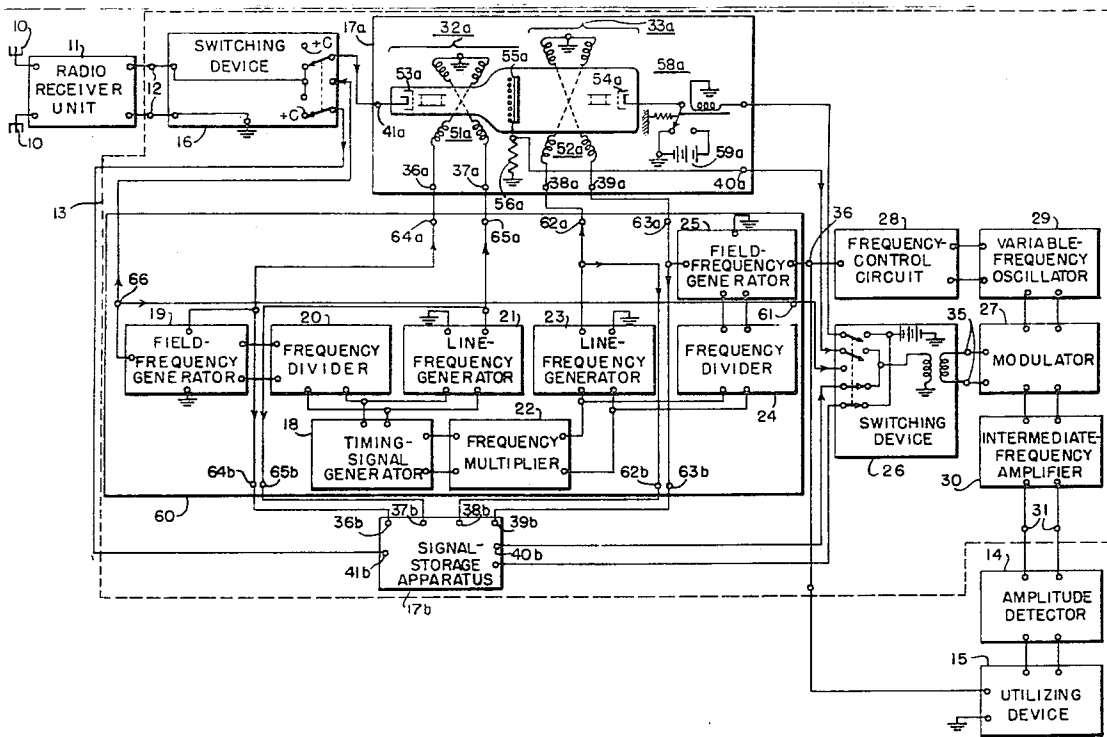 10
11
RADIO
RECEIVER
UNIT
12
10
SWITCHING
DEVICE
+C
+C
16
17a
32a
33a
53a
55a
54a
58a
41a
51a
52a
59a
36a
37a
56a
38a
39a
40a
13
64a
65a
62a
63a
25
FIELD-
FREQUENCY
GENERATOR
36
28
FREQUENCY-
CONTROL
CIRCUIT
29
VARIABLE-
FREQUENCY
OSCILLATOR
66
61
19
FIELD-
FREQUENCY
GENERATOR
20
FREQUENCY
DIVIDER
21
LINE-
FREQUENCY
GENERATOR
23
LINE-
FREQUENCY
GENERATOR
FREQUENCY
DIVIDER
24
35
27
MODULATOR
SWITCHING
DEVICE
26
18
TIMING-
SIGNAL
GENERATOR
22
FREQUENCY
MULTIPLIER
INTERMEDIATE-
FREQUENCY
AMPLIFIER
30
64b
65b
62b
63b
60
36b
37b
38b
39b
31
41b
SIGNAL-
STORAGE
APPARATUS
40b
17b
14
AMPLITUDE
DETECTOR
15
UTILIZING
DEVICE